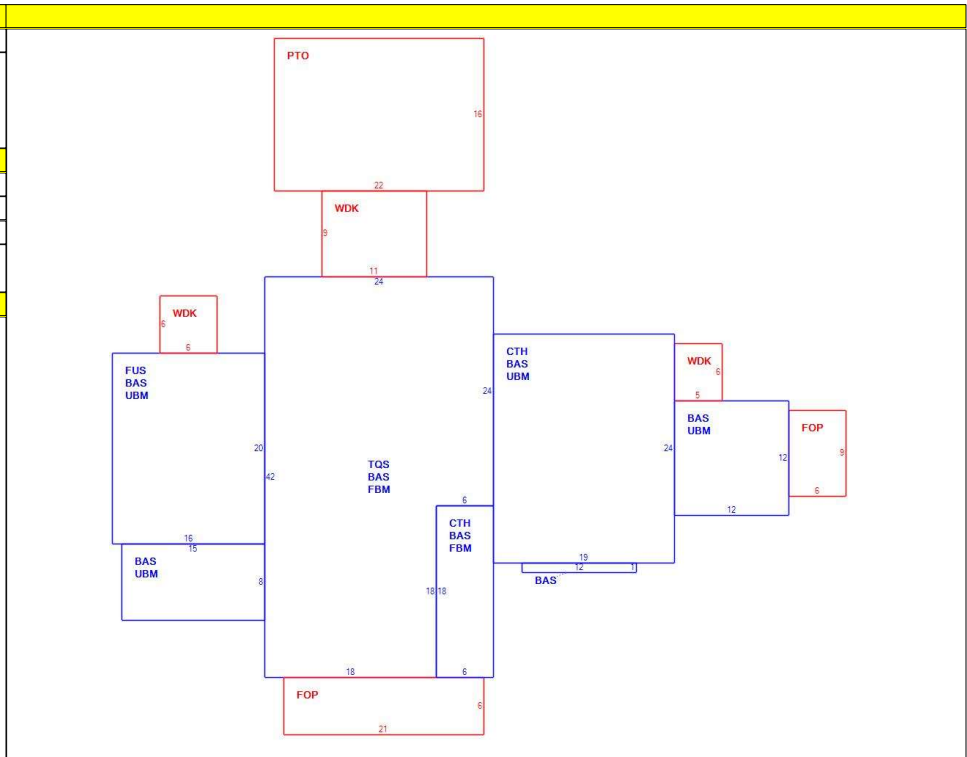 PTO
16
22
WDK
9
11
24
WDK
6
6
FUS
BAS
UBM
20
16
15
BAS
UBM
8
42
TQS
BAS
FBM
24
CTH
BAS
UBM
24
19
12
1
BAS
6
CTH
BAS
FBM
18
18
18
6
FOP
6
21
WDK
6
5
BAS
UBM
12
12
FOP
9
6